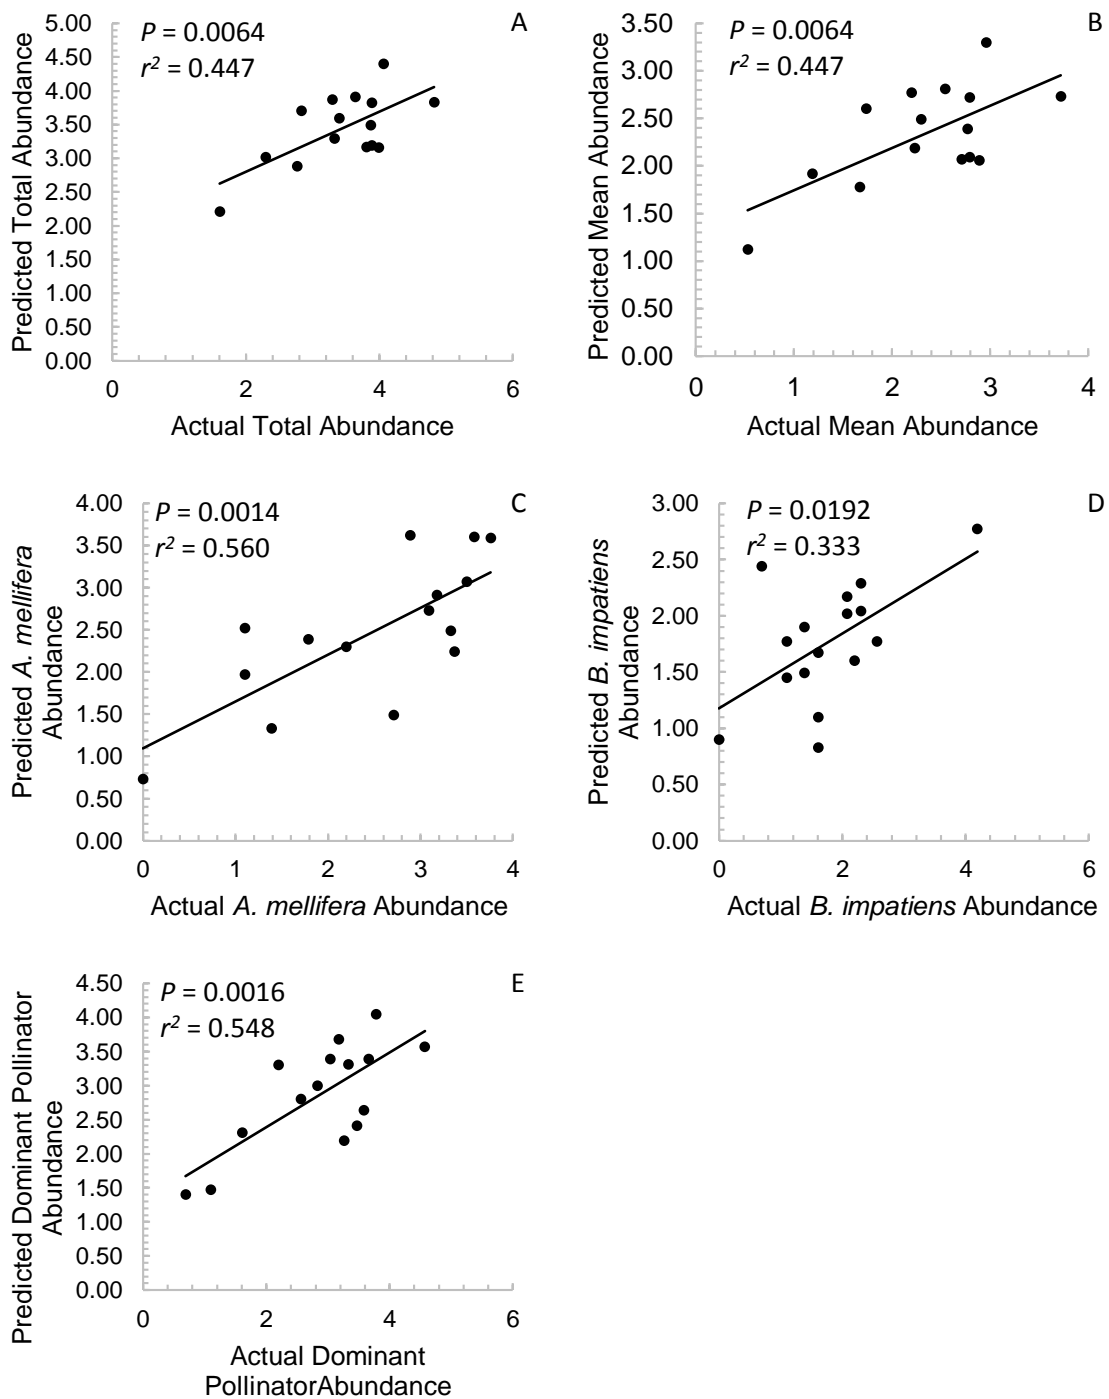 A
P = 0.0064
r² = 0.447
Predicted Total Abundance
5.00
4.50
4.00
3.50
3.00
2.50
2.00
1.50
1.00
0.50
0.00
0 2 4 6
Actual Total Abundance
B
P = 0.0064
r² = 0.447
Predicted Mean Abundance
3.50
3.00
2.50
2.00
1.50
1.00
0.50
0.00
0 1 2 3 4
Actual Mean Abundance
C
P = 0.0014
r² = 0.560
Predicted A. mellifera
Abundance
4.00
3.50
3.00
2.50
2.00
1.50
1.00
0.50
0.00
0 1 2 3 4
Actual A. mellifera Abundance
D
P = 0.0192
r² = 0.333
Predicted B. impatiens
Abundance
3.00
2.50
2.00
1.50
1.00
0.50
0.00
0 2 4 6
Actual B. impatiens Abundance
E
P = 0.0016
r² = 0.548
Predicted Dominant Pollinator
Abundance
4.50
4.00
3.50
3.00
2.50
2.00
1.50
1.00
0.50
0.00
0 2 4 6
Actual Dominant
PollinatorAbundance